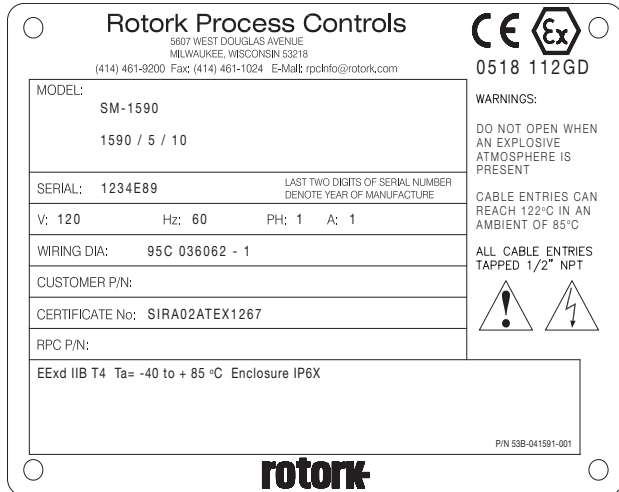 Rotork Process Controls
5607 WEST DOUGLAS AVENUE
MILWAUKEE, WISCONSIN 53218
(414) 461-9200 Fax: (414) 461-1024 E-Mail: rpcinfo@rotork.com
CE Ex
0518 112GD
MODEL:
SM-1590
1590 / 5 / 10
SERIAL: 1234E89
LAST TWO DIGITS OF SERIAL NUMBER
DENOTE YEAR OF MANUFACTURE
V: 120 Hz: 60 PH: 1 A: 1
WIRING DIA: 95C 036062 - 1
CUSTOMER P/N:
CERTIFICATE No: SIRA02ATEX1267
RPC P/N:
WARNINGS:
DO NOT OPEN WHEN
AN EXPLOSIVE
ATMOSPHERE IS
PRESENT
CABLE ENTRIES CAN
REACH 122°C IN AN
AMBIENT OF 85°C
ALL CABLE ENTRIES
TAPPED 1/2" NPT
!
EExd IIB T4 Ta= -40 to + 85 °C Enclosure IP6X
P/N 53B-041591-001
rotork